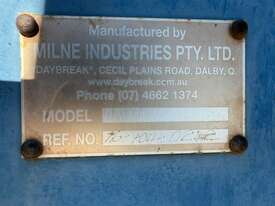 Manufactured by
MILNE INDUSTRIES PTY. LTD.
"DAYBREAK", CECIL PLAINS ROAD, DALBY, Q.
www.daybreak.com.au
Phone (07) 4662 1374
MODEL
REF. NO.